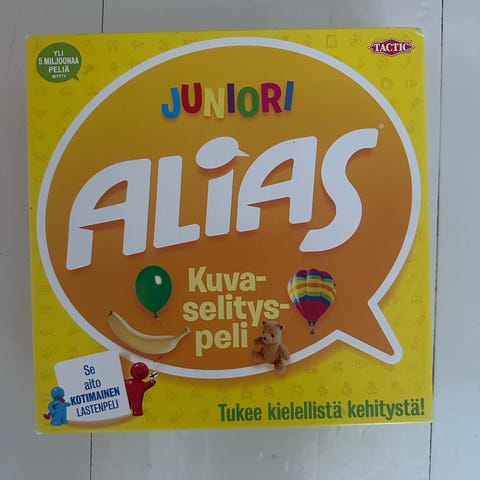 YLI
5 MILJOONAA
PELIÄ
MYYTY
TACTIC
JUNIORI
ALIAS®
Kuva-
selitys-
peli
Se
aito
KOTIMAINEN
LASTENPELI
Tukee kielellistä kehitystä!